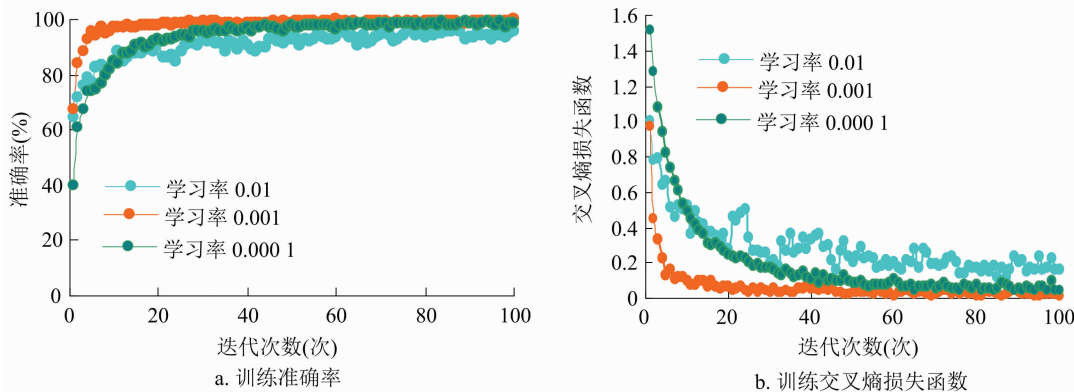 100
80
60
40
20
0
准确率(%)
学习率 0.01
学习率 0.001
学习率 0.000 1
0 20 40 60 80 100
迭代次数(次)
a. 训练准确率
1.6
1.4
1.2
1.0
0.8
0.6
0.4
0.2
0
交叉熵损失函数
学习率 0.01
学习率 0.001
学习率 0.000 1
0 20 40 60 80 100
迭代次数(次)
b. 训练交叉熵损失函数